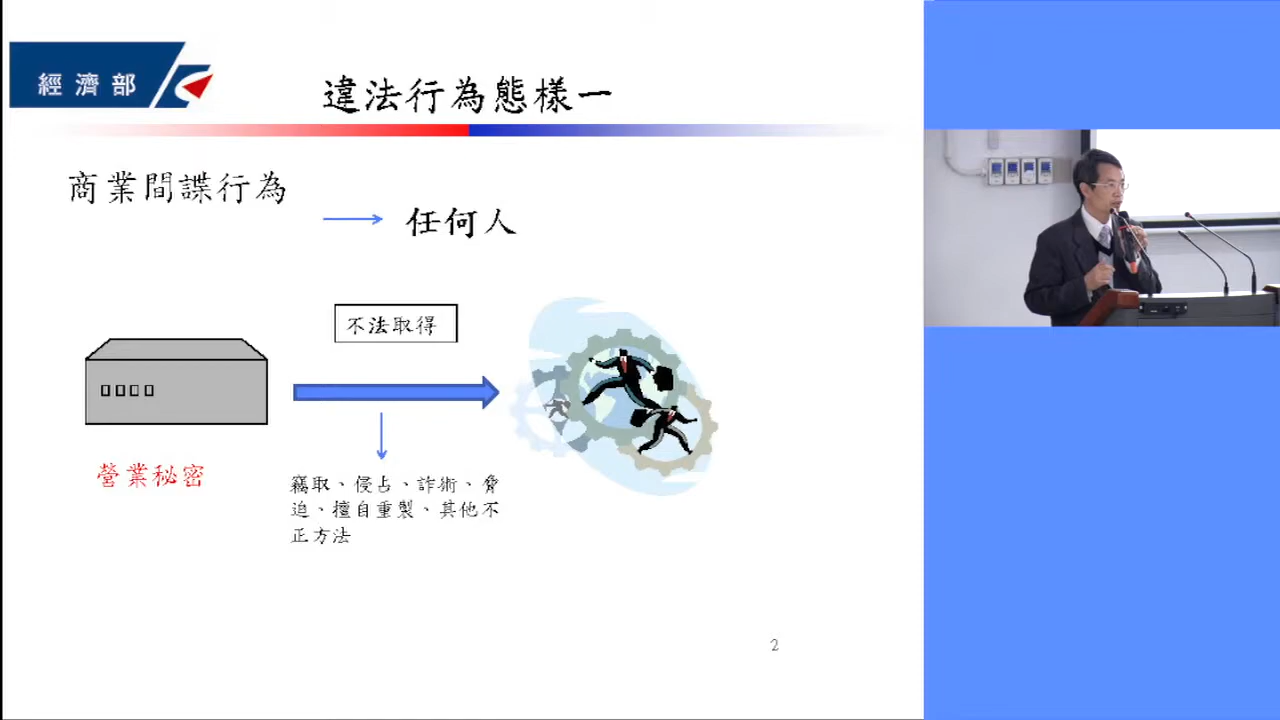 經濟部
違法行為態樣一
商業間諜行為
任何人
不法取得
營業秘密
竊取、侵占、詐術、脅
迫、擅自重製、其他不
正方法
2